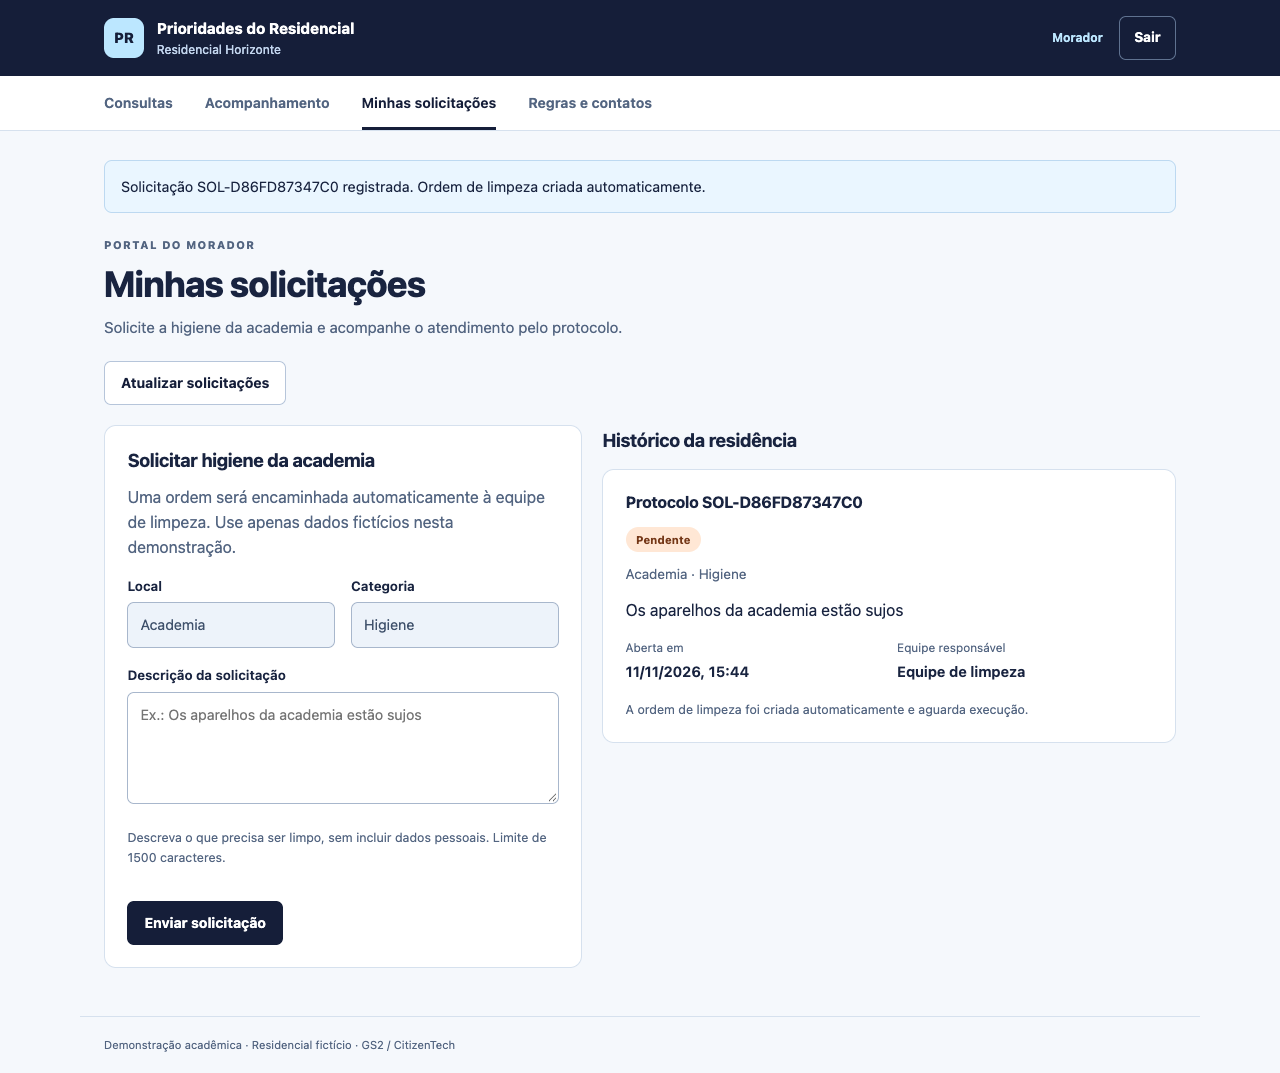 PR
Prioridades do Residencial
Residencial Horizonte
Morador
Sair
Consultas
Acompanhamento
Minhas solicitações
Regras e contatos
Solicitação SOL-D86FD87347C0 registrada. Ordem de limpeza criada automaticamente.
PORTAL DO MORADOR
Minhas solicitações
Solicite a higiene da academia e acompanhe o atendimento pelo protocolo.
Atualizar solicitações
Solicitar higiene da academia
Uma ordem será encaminhada automaticamente à equipe
de limpeza. Use apenas dados fictícios nesta
demonstração.
Local
Categoria
Academia
Higiene
Descrição da solicitação
Ex.: Os aparelhos da academia estão sujos
Descreva o que precisa ser limpo, sem incluir dados pessoais. Limite de
1500 caracteres.
Enviar solicitação
Histórico da residência
Protocolo SOL-D86FD87347C0
Pendente
Academia · Higiene
Os aparelhos da academia estão sujos
Aberta em
Equipe responsável
11/11/2026, 15:44
Equipe de limpeza
A ordem de limpeza foi criada automaticamente e aguarda execução.
Demonstração acadêmica · Residencial fictício · GS2 / CitizenTech